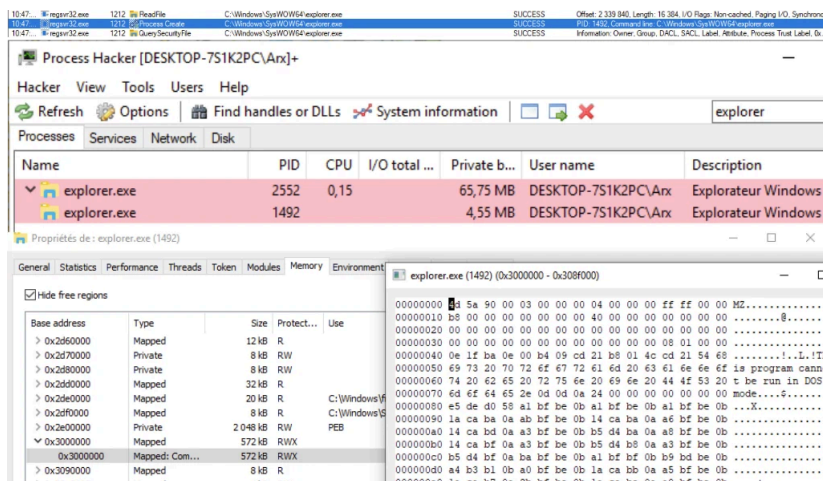 10:47:... regsvr32.exe 1212 ReadFile C:\Windows\SysWOW64\explorer.exe SUCCESS Offset: 2 339 840, Length: 16 384, I/O Flags: Non-cached, Paging I/O, Synchrono
10:47:... regsvr32.exe 1212 Process Create C:\Windows\SysWOW64\explorer.exe SUCCESS PID: 1492, Command line: C:\Windows\SysWOW64\explorer.exe
10:47:... regsvr32.exe 1212 QuerySecurityFile C:\Windows\SysWOW64\explorer.exe SUCCESS Information: Owner, Group, DACL, SACL, Label, Attribute, Process Trust Label, 0x
Process Hacker [DESKTOP-7S1K2PC\Arx]+
Hacker View Tools Users Help
Refresh Options Find handles or DLLs System information explorer
Processes Services Network Disk
Name PID CPU I/O total ... Private b... User name Description
explorer.exe 2552 0,15 65,75 MB DESKTOP-7S1K2PC\Arx Explorateur Windows
explorer.exe 1492 4,55 MB DESKTOP-7S1K2PC\Arx Explorateur Windows
Propriétés de : explorer.exe (1492)
General Statistics Performance Threads Token Modules Memory Environment
Hide free regions
Base address Type Size Protect... Use
0x2d60000 Mapped 12 kB R
0x2d70000 Private 8 kB RW
0x2d80000 Private 8 kB RW
0x2dd0000 Mapped 32 kB R
0x2de0000 Mapped 20 kB R C:\Windows\
0x2df0000 Mapped 8 kB R C:\Windows\S
0x2e00000 Private 2 048 kB RW PEB
0x3000000 Mapped 572 kB RWX
0x3000000 Mapped: Com... 572 kB RWX
0x3090000 Mapped 8 kB R
explorer.exe (1492) (0x3000000 - 0x308f000)
00000000 4d 5a 90 00 03 00 00 00 04 00 00 00 ff ff 00 00 MZ..............
00000010 b8 00 00 00 00 00 00 00 40 00 00 00 00 00 00 00 ........@.......
00000020 00 00 00 00 00 00 00 00 00 00 00 00 00 00 00 00 ................
00000030 00 00 00 00 00 00 00 00 00 00 00 00 08 01 00 00 ................
00000040 0e 1f ba 0e 00 b4 09 cd 21 b8 01 4c cd 21 54 68 ........!..L.!T
00000050 69 73 20 70 72 6f 67 72 61 6d 20 63 61 6e 6e 6f is program cann
00000060 74 20 62 65 20 72 75 6e 20 69 6e 20 44 4f 53 20 t be run in DOS
00000070 6d 6f 64 65 2e 0d 0d 0a 24 00 00 00 00 00 00 00 mode....$.......
00000080 e5 de d0 58 a1 bf be 0b a1 bf be 0b a1 bf be 0b ...X............
00000090 1a ca ba 0a ab bf be 0b 14 ca ba 0a a6 bf be 0b ................
000000a0 14 ca bd 0a a3 bf be 0b b5 d4 ba 0a a8 bf be 0b ................
000000b0 14 ca bf 0a a3 bf be 0b b5 d4 b8 0a a3 bf be 0b ................
000000c0 b5 d4 bf 0a ba bf be 0b a1 bf bf 0b b9 bd be 0b ................
000000d0 a4 b3 b1 0b a0 bf be 0b 1a ca bb 0a a5 bf be 0b ................